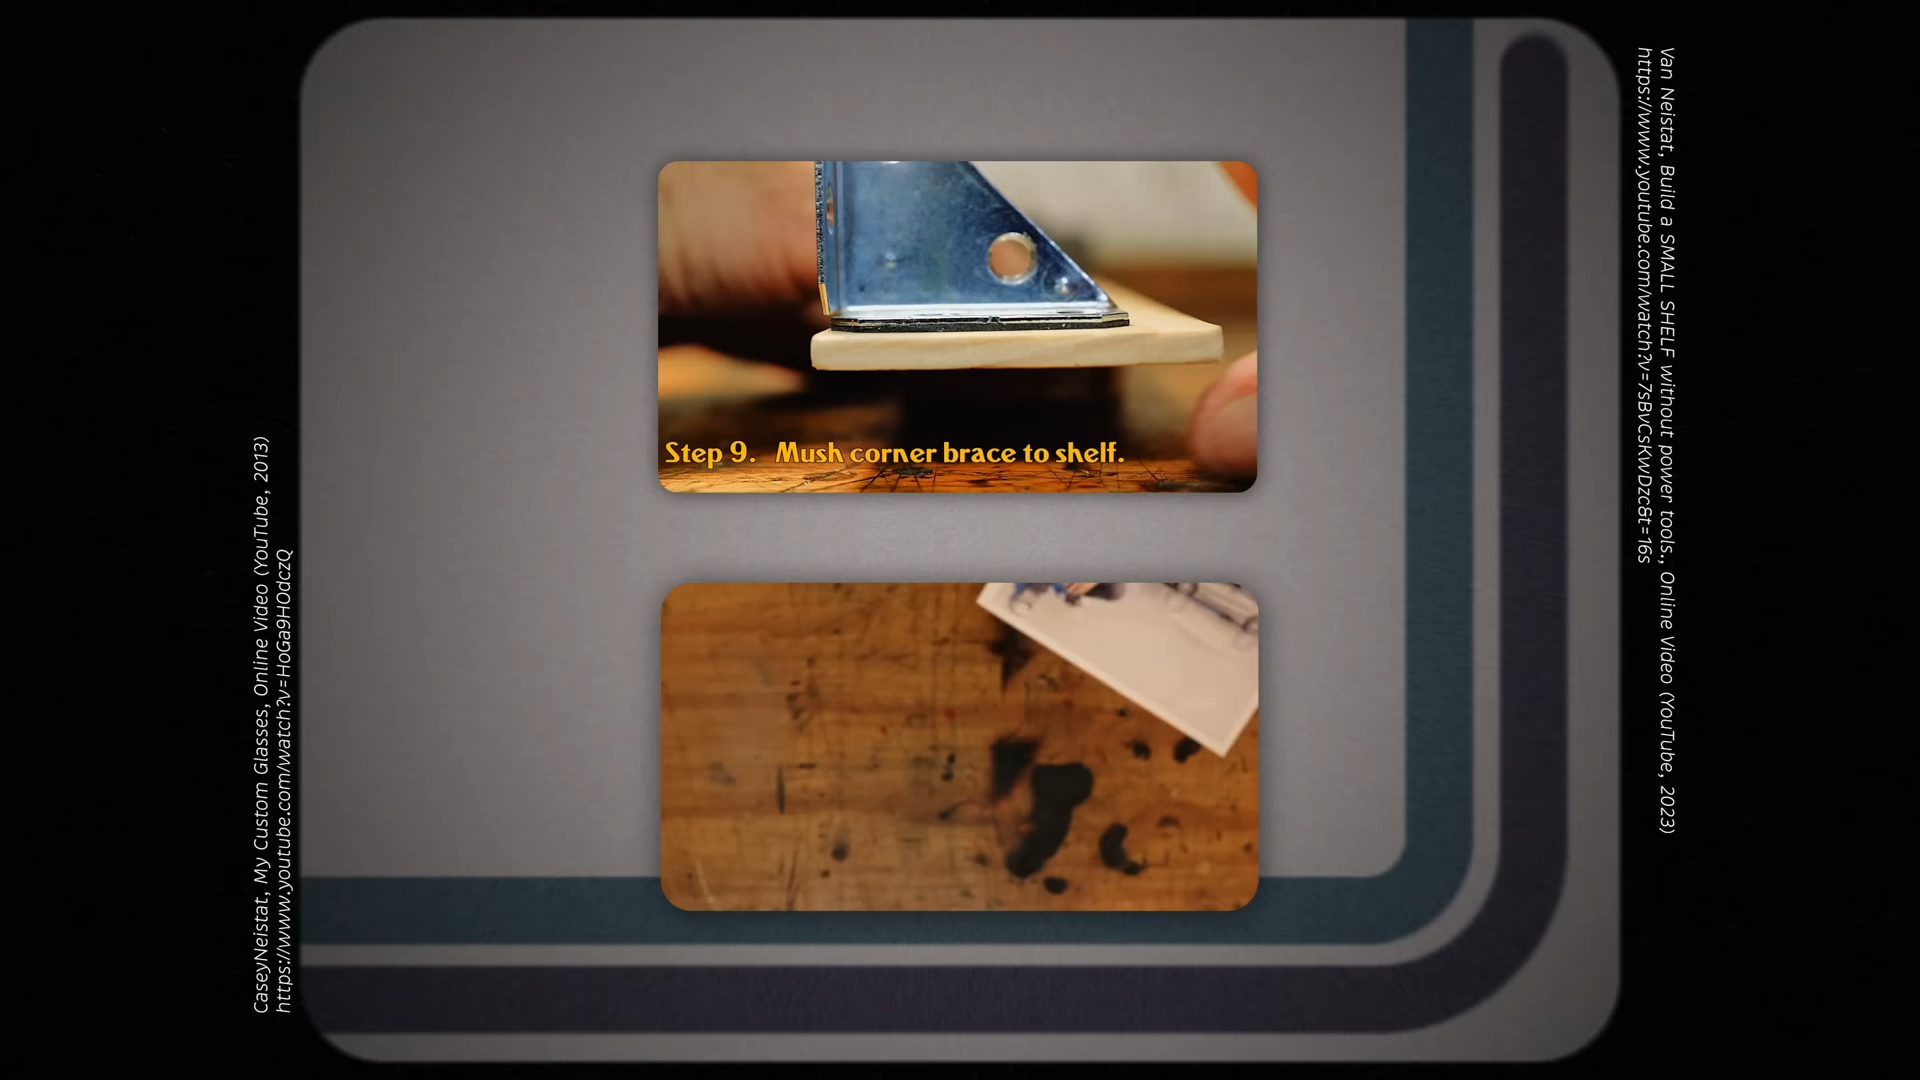 Step 9. Mush corner brace to shelf.
CaseyNeistat, My Custom Glasses, Online Video (YouTube, 2013)
https://www.youtube.com/watch?v=HoGa9HOdczQ
Van Neistat, Build a SMALL SHELF without power tools., Online Video (YouTube, 2023)
https://www.youtube.com/watch?v=7sBvCsKwDzc&t=16s